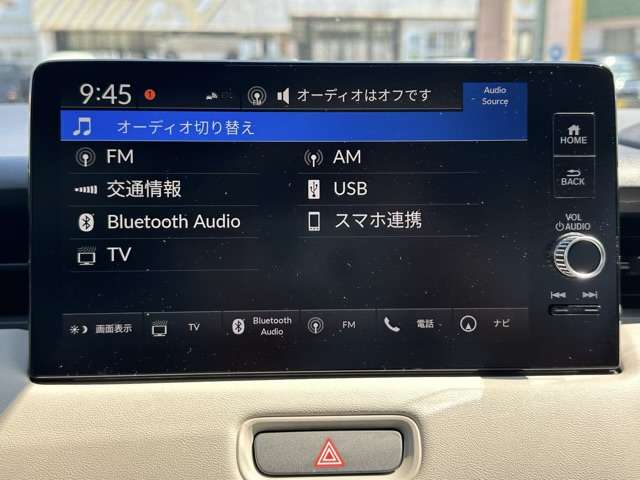 9:45 1 オーディオはオフです Audio Source
オーディオ切り替え
FM AM
交通情報 USB
Bluetooth Audio スマホ連携
TV
画面表示 TV Bluetooth Audio FM 電話 ナビ
HOME
BACK
VOL
AUDIO